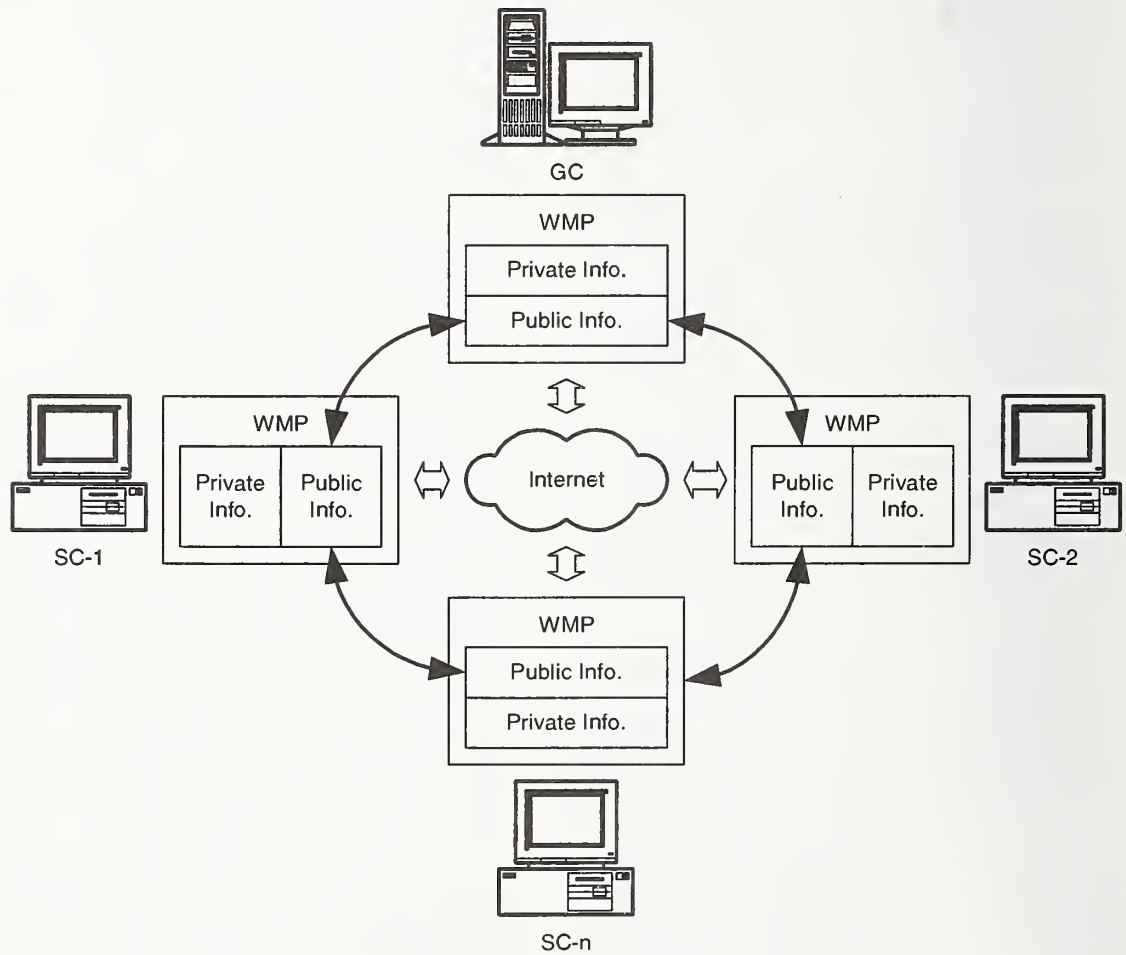 GC
WMP
Private Info.
Public Info.
WMP
Private
Info.
Public
Info.
SC-1
Internet
WMP
Public
Info.
Private
Info.
SC-2
WMP
Public Info.
Private Info.
SC-n